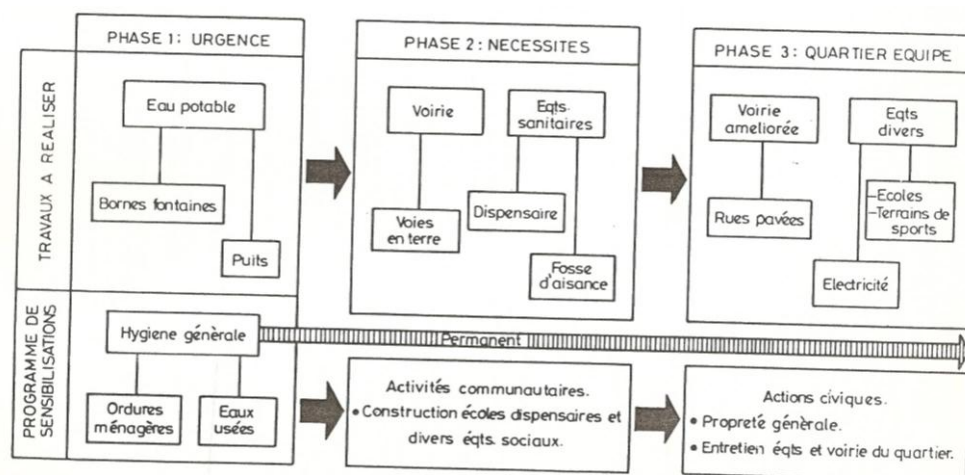 PHASE 1: URGENCE
PHASE 2: NECESSITES
PHASE 3: QUARTIER EQUIPE
TRAVAUX A REALISER
Eau potable
Bornes fontaines
Puits
Voirie
Eqts.
sanitaires
Voies
en terre
Dispensaire
Fosse
d'aisance
Voirie
ameliorée
Eqts
divers
Rues pavées
-Ecoles
-Terrains de
sports
Electricité
PROGRAMME DE
SENSIBILISATIONS
Hygiene génèrale
Permanent
Ordures
ménagères
Eaux
usées
Activités communautaires.
• Construction écoles dispensaires et
divers éqts. sociaux.
Actions civiques.
• Propreté génèrale.
• Entretien éqts et voirie du quartier.